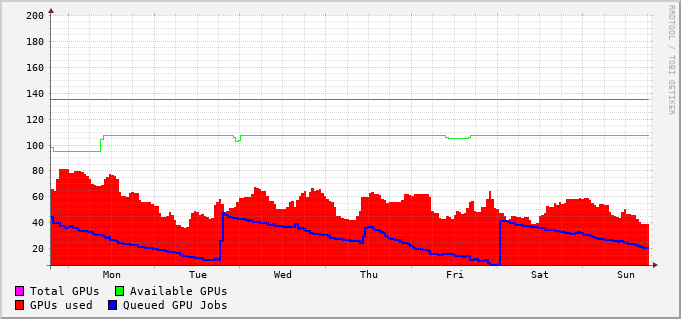 200
180
160
140
120
100
80
60
40
20
Mon Tue Wed Thu Fri Sat Sun
Total GPUs Available GPUs
GPUs used Queued GPU Jobs
RRDTOOL / TOBI OETIKER